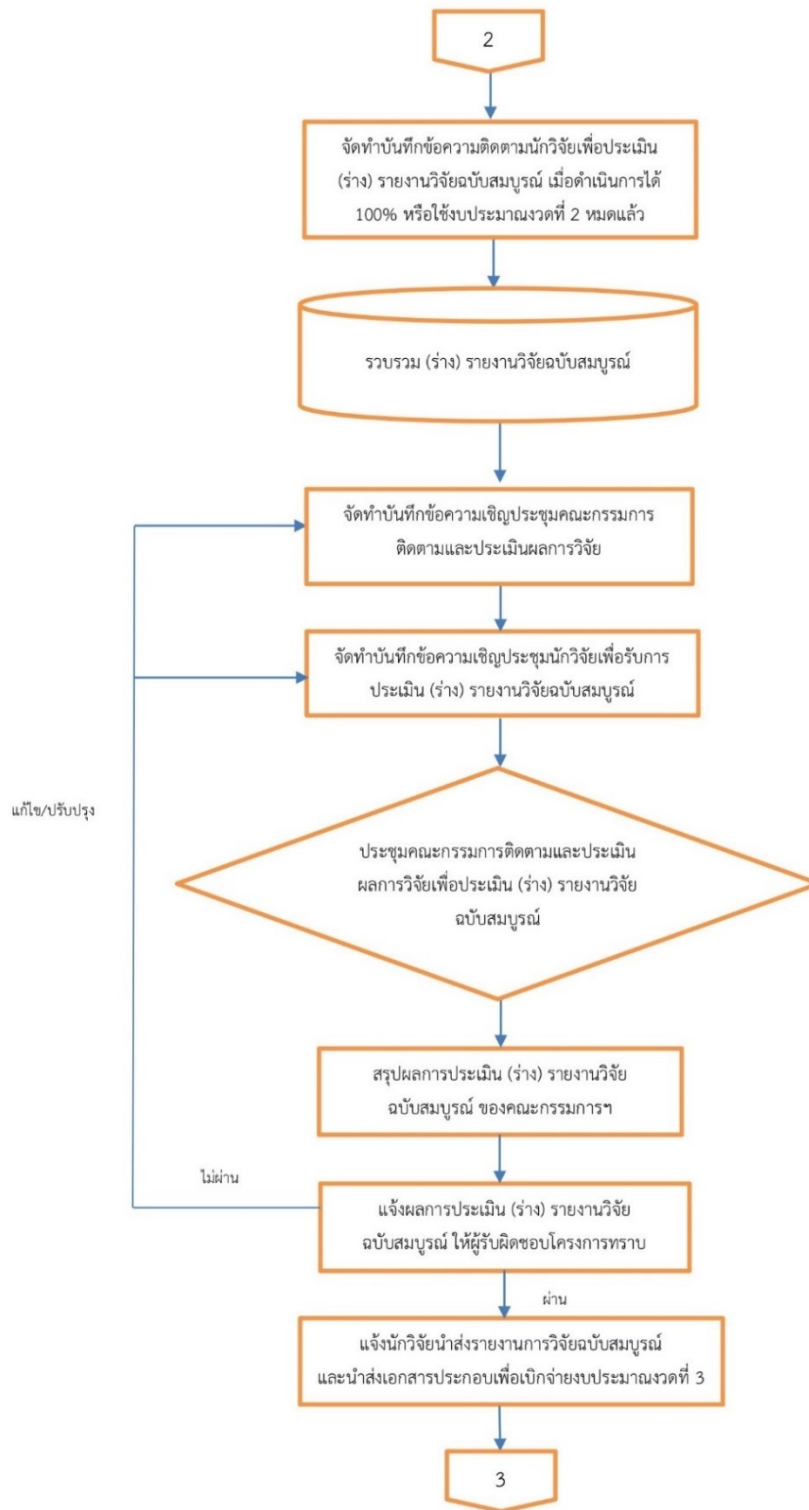 2
จัดทำบันทึกข้อความติดตามนักวิจัยเพื่อประเมิน
(ร่าง) รายงานวิจัยฉบับสมบูรณ์ เมื่อดำเนินการได้
100% หรือใช้งบประมาณงวดที่ 2 หมดแล้ว
รวบรวม (ร่าง) รายงานวิจัยฉบับสมบูรณ์
จัดทำบันทึกข้อความเชิญประชุมคณะกรรมการ
ติดตามและประเมินผลการวิจัย
จัดทำบันทึกข้อความเชิญประชุมนักวิจัยเพื่อรับการ
ประเมิน (ร่าง) รายงานวิจัยฉบับสมบูรณ์
แก้ไข/ปรับปรุง
ประชุมคณะกรรมการติดตามและประเมิน
ผลการวิจัยเพื่อประเมิน (ร่าง) รายงานวิจัย
ฉบับสมบูรณ์
สรุปผลการประเมิน (ร่าง) รายงานวิจัย
ฉบับสมบูรณ์ ของคณะกรรมการฯ
ไม่ผ่าน
แจ้งผลการประเมิน (ร่าง) รายงานวิจัย
ฉบับสมบูรณ์ ให้ผู้รับผิดชอบโครงการทราบ
ผ่าน
แจ้งนักวิจัยนำส่งรายงานการวิจัยฉบับสมบูรณ์
และนำส่งเอกสารประกอบเพื่อเบิกจ่ายงบประมาณงวดที่ 3
3